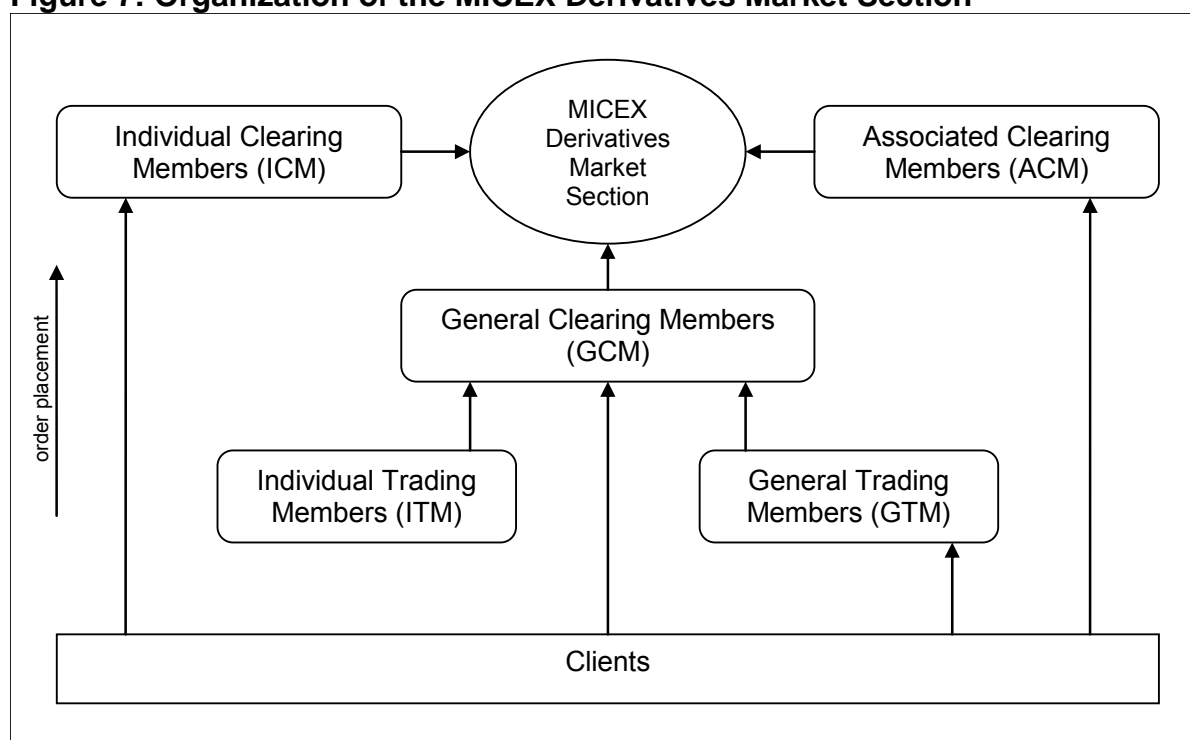 Figure 7: Organization of the MICEX Derivatives Market Section
MICEX
Derivatives
Market
Section
Individual Clearing
Members (ICM)
Associated Clearing
Members (ACM)
General Clearing Members
(GCM)
order placement
Individual Trading
Members (ITM)
General Trading
Members (GTM)
Clients